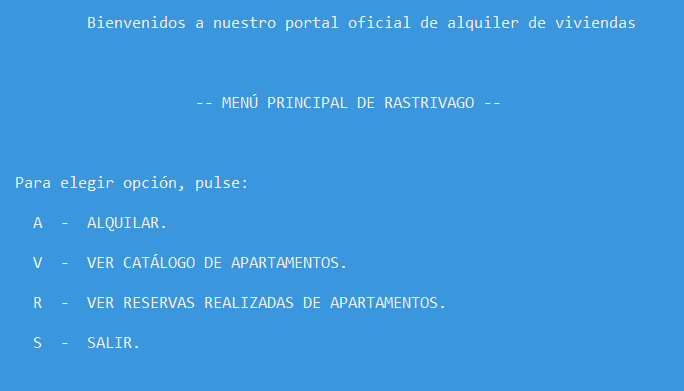 Bienvenidos a nuestro portal oficial de alquiler de viviendas
-- MENÚ PRINCIPAL DE RASTRIVAGO --
Para elegir opción, pulse:
A - ALQUILAR.
V - VER CATÁLOGO DE APARTAMENTOS.
R - VER RESERVAS REALIZADAS DE APARTAMENTOS.
S - SALIR.